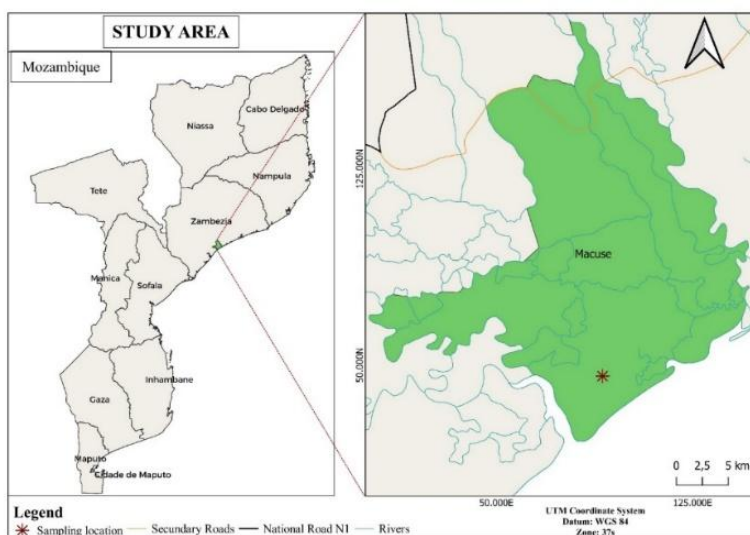 STUDY AREA
Mozambique
Cabo Delgado
Niassa
Nampula
Tete
Zambezia
Manica
Sofala
Inhambane
Gaza
Maputo
Cidade de Maputo
125.000N
Macuse
50.000N
0 2,5 5 km
50.000E
125.000E
UTM Coordinate System
Datum: WGS 84
Zone: 37s
Legend
Sampling location Secundary Roads National Road N1 Rivers